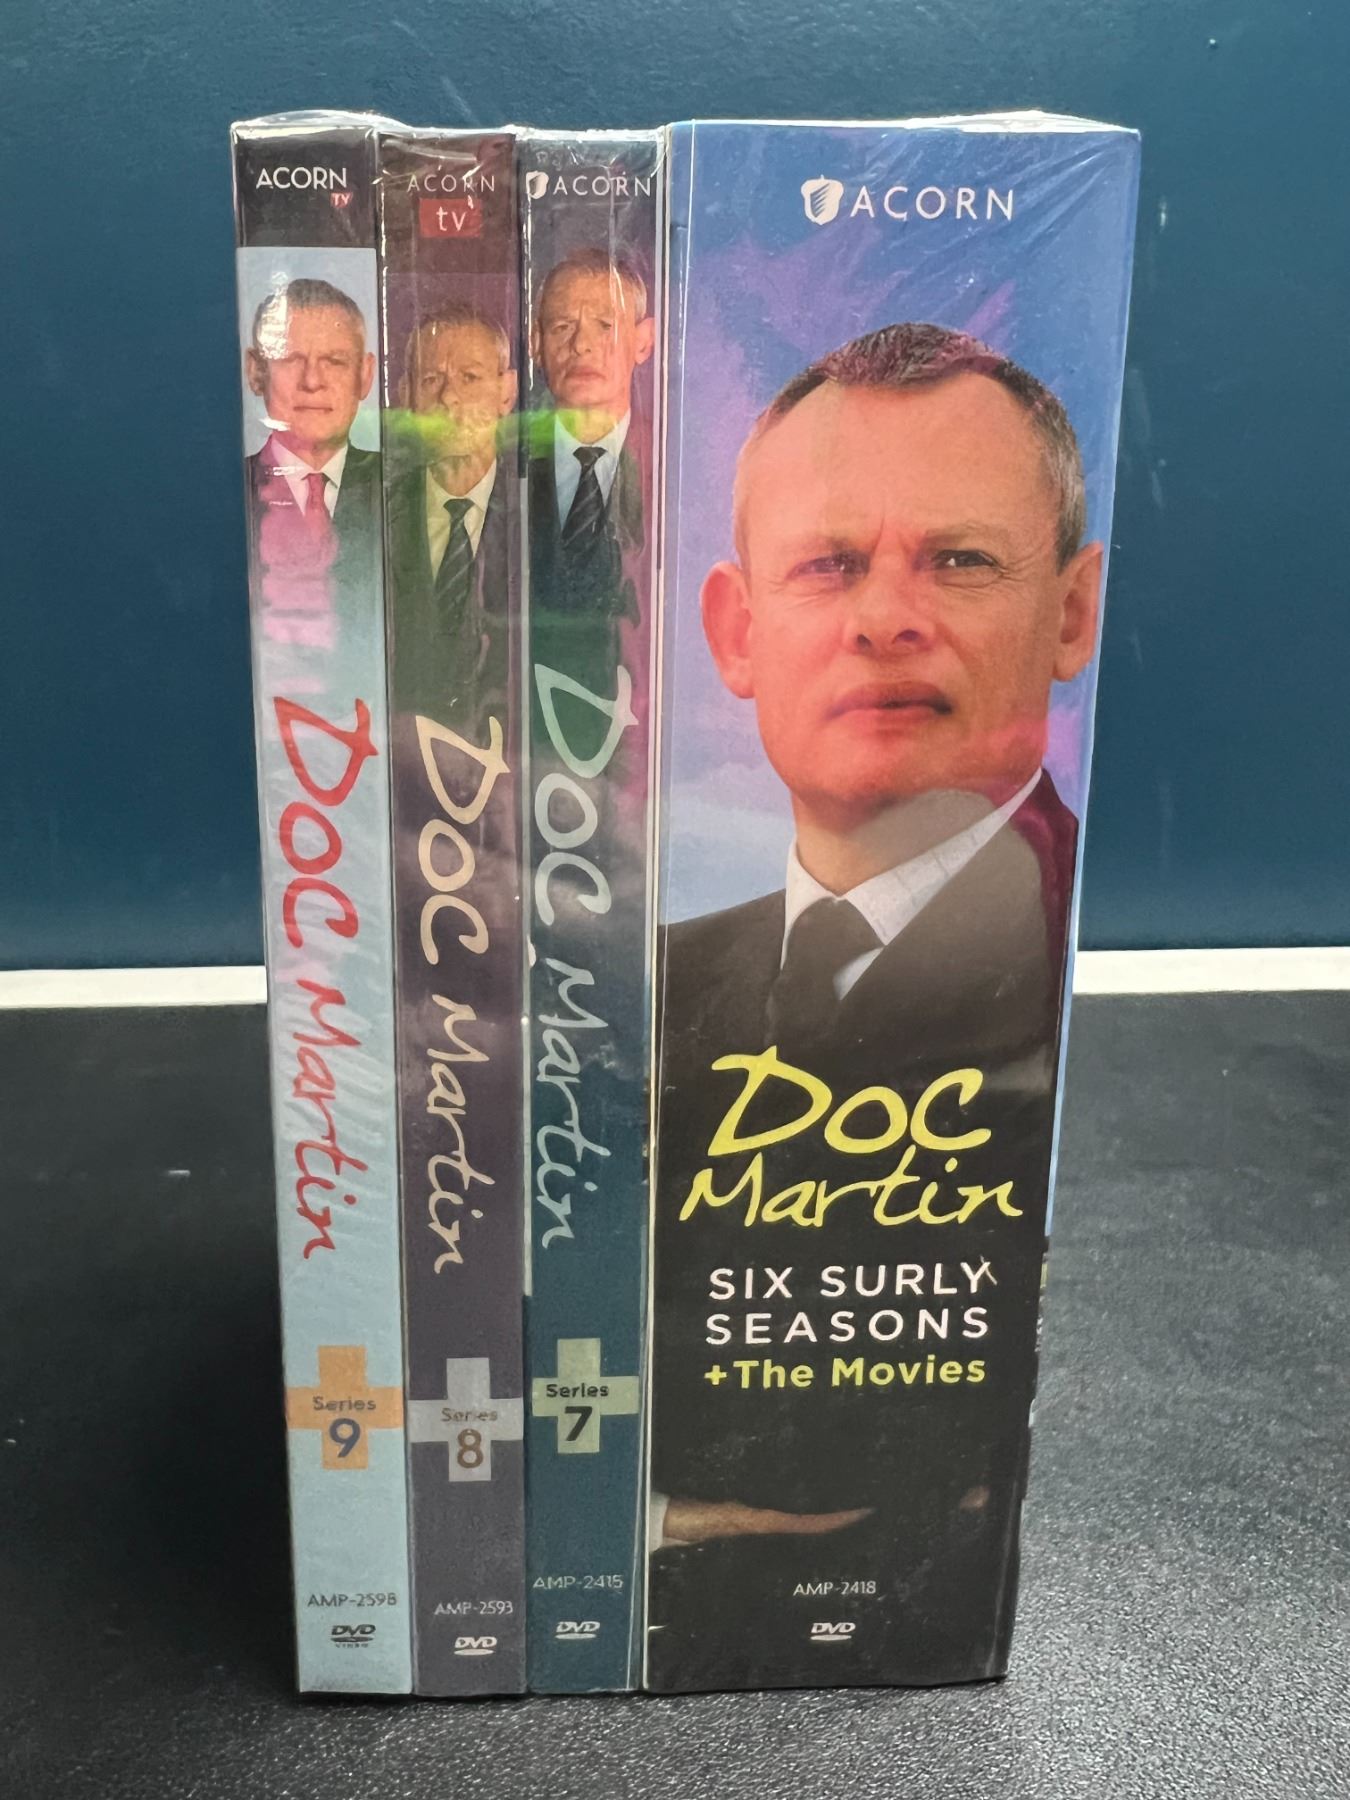 ACORN
TV
Doc Martin
Series
9
AMP-2598
DVD
VIDEO
ACORN
tv
Doc Martin
Series
8
AMP-2593
DVD
ACORN
Doc Martin
Series
7
AMP-2415
DVD
ACORN
Doc
Martin
SIX SURLY
SEASONS
+The Movies
AMP-2418
DVD